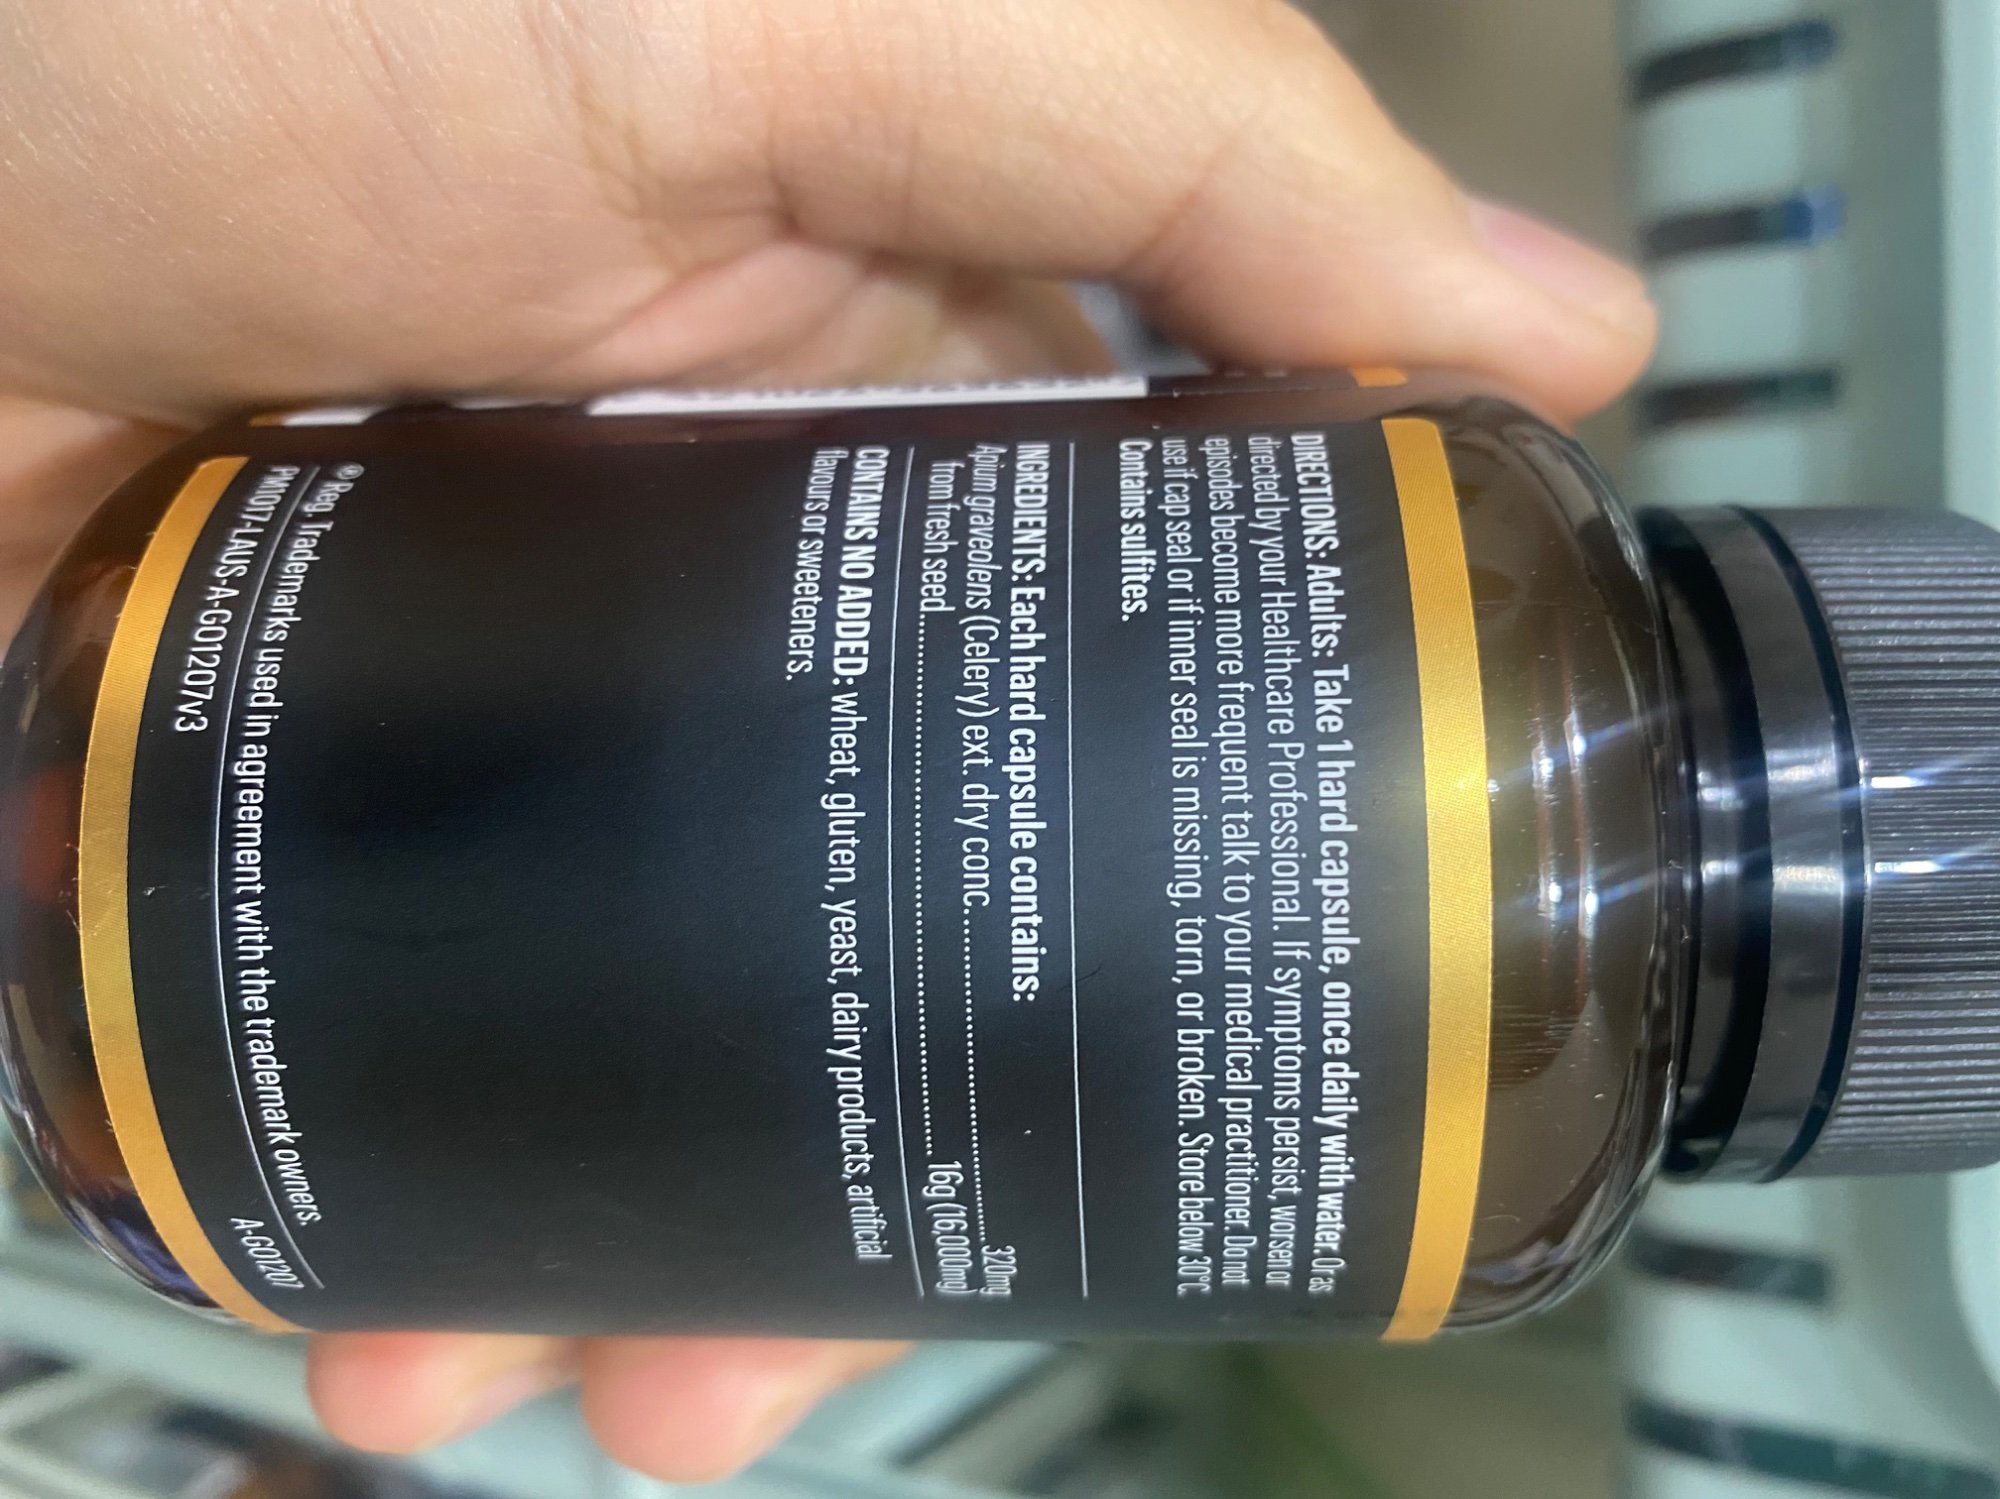 DIRECTIONS: Adults: Take 1 hard capsule, once daily with water. Or as
directed by your Healthcare Professional. If symptoms persist, worsen or
episodes become more frequent talk to your medical practitioner. Do not
use if cap seal or if inner seal is missing, torn, or broken. Store below 30°C.
Contains sulfites.
INGREDIENTS: Each hard capsule contains:
Apium graveolens (Celery) ext. dry conc.................................... 320mg
from fresh seed.................................................................. 16g (16,000mg)
CONTAINS NO ADDED: wheat, gluten, yeast, dairy products, artificial
flavours or sweeteners.
® Reg. Trademarks used in agreement with the trademark owners.
PM1017-LAUS-A-GO1207v3 A-GO1207